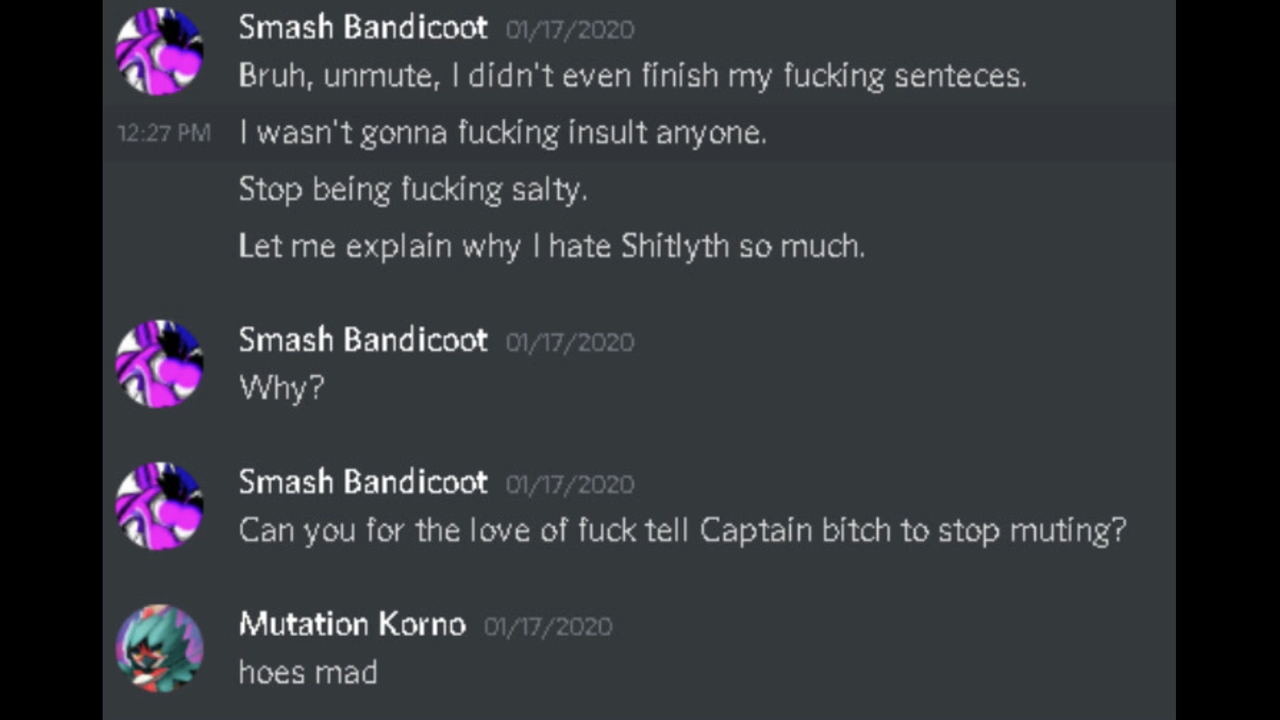 Smash Bandicoot 01/17/2020
Bruh, unmute, I didn't even finish my fucking senteces.
12:27 PM I wasn't gonna fucking insult anyone.
Stop being fucking salty.
Let me explain why I hate Shitlyth so much.
Smash Bandicoot 01/17/2020
Why?
Smash Bandicoot 01/17/2020
Can you for the love of fuck tell Captain bitch to stop muting?
Mutation Korno 01/17/2020
hoes mad